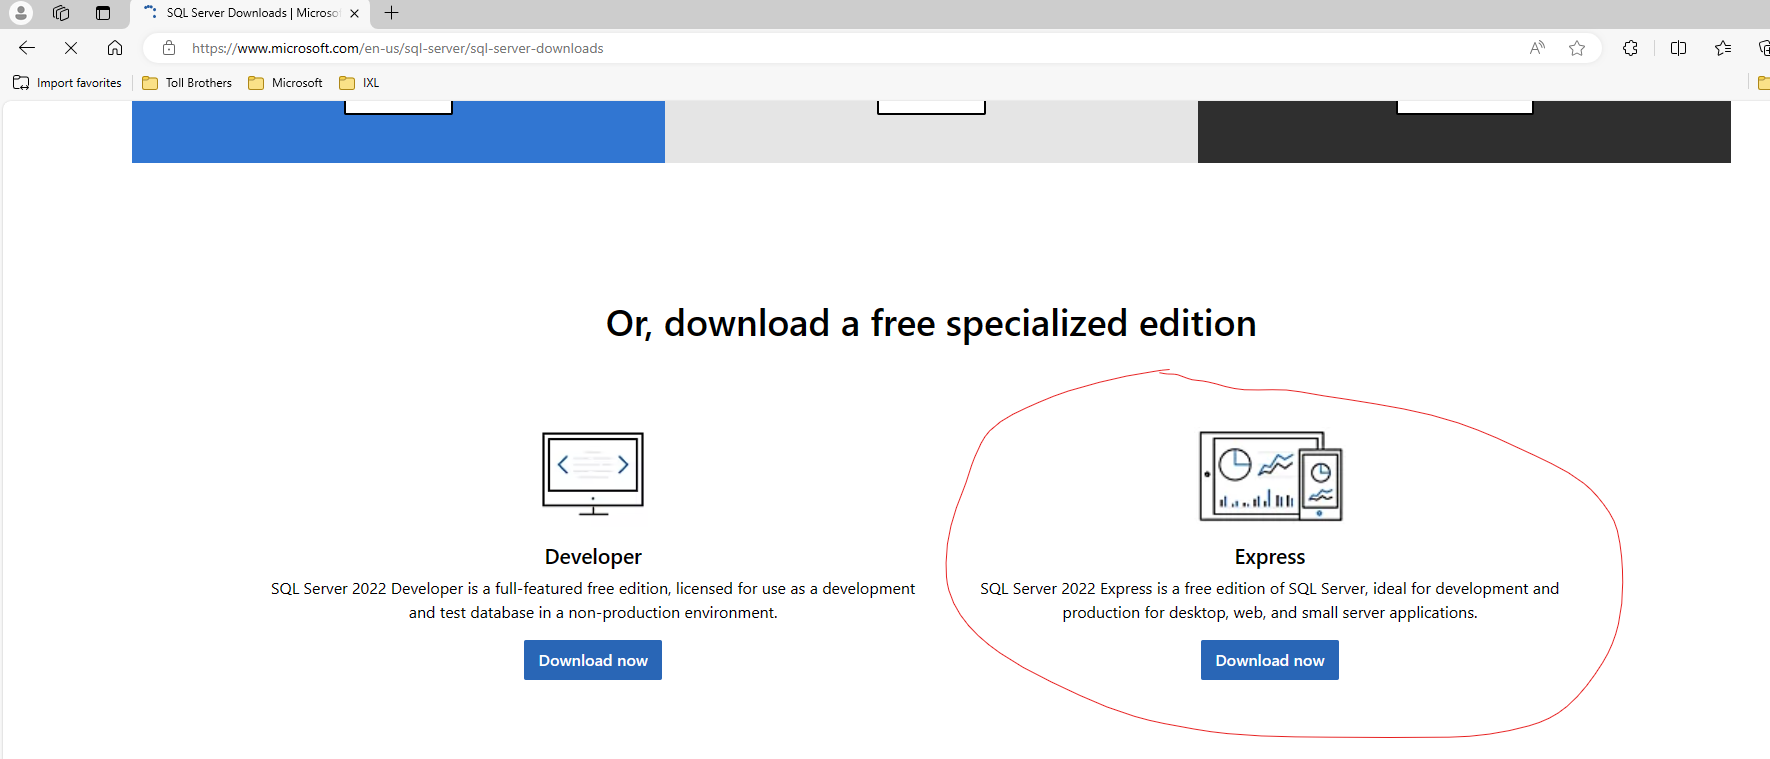 SQL Server Downloads | Microso
https://www.microsoft.com/en-us/sql-server/sql-server-downloads
Import favorites
Toll Brothers
Microsoft
IXL
Or, download a free specialized edition
Developer
SQL Server 2022 Developer is a full-featured free edition, licensed for use as a development
and test database in a non-production environment.
Download now
Express
SQL Server 2022 Express is a free edition of SQL Server, ideal for development and
production for desktop, web, and small server applications.
Download now